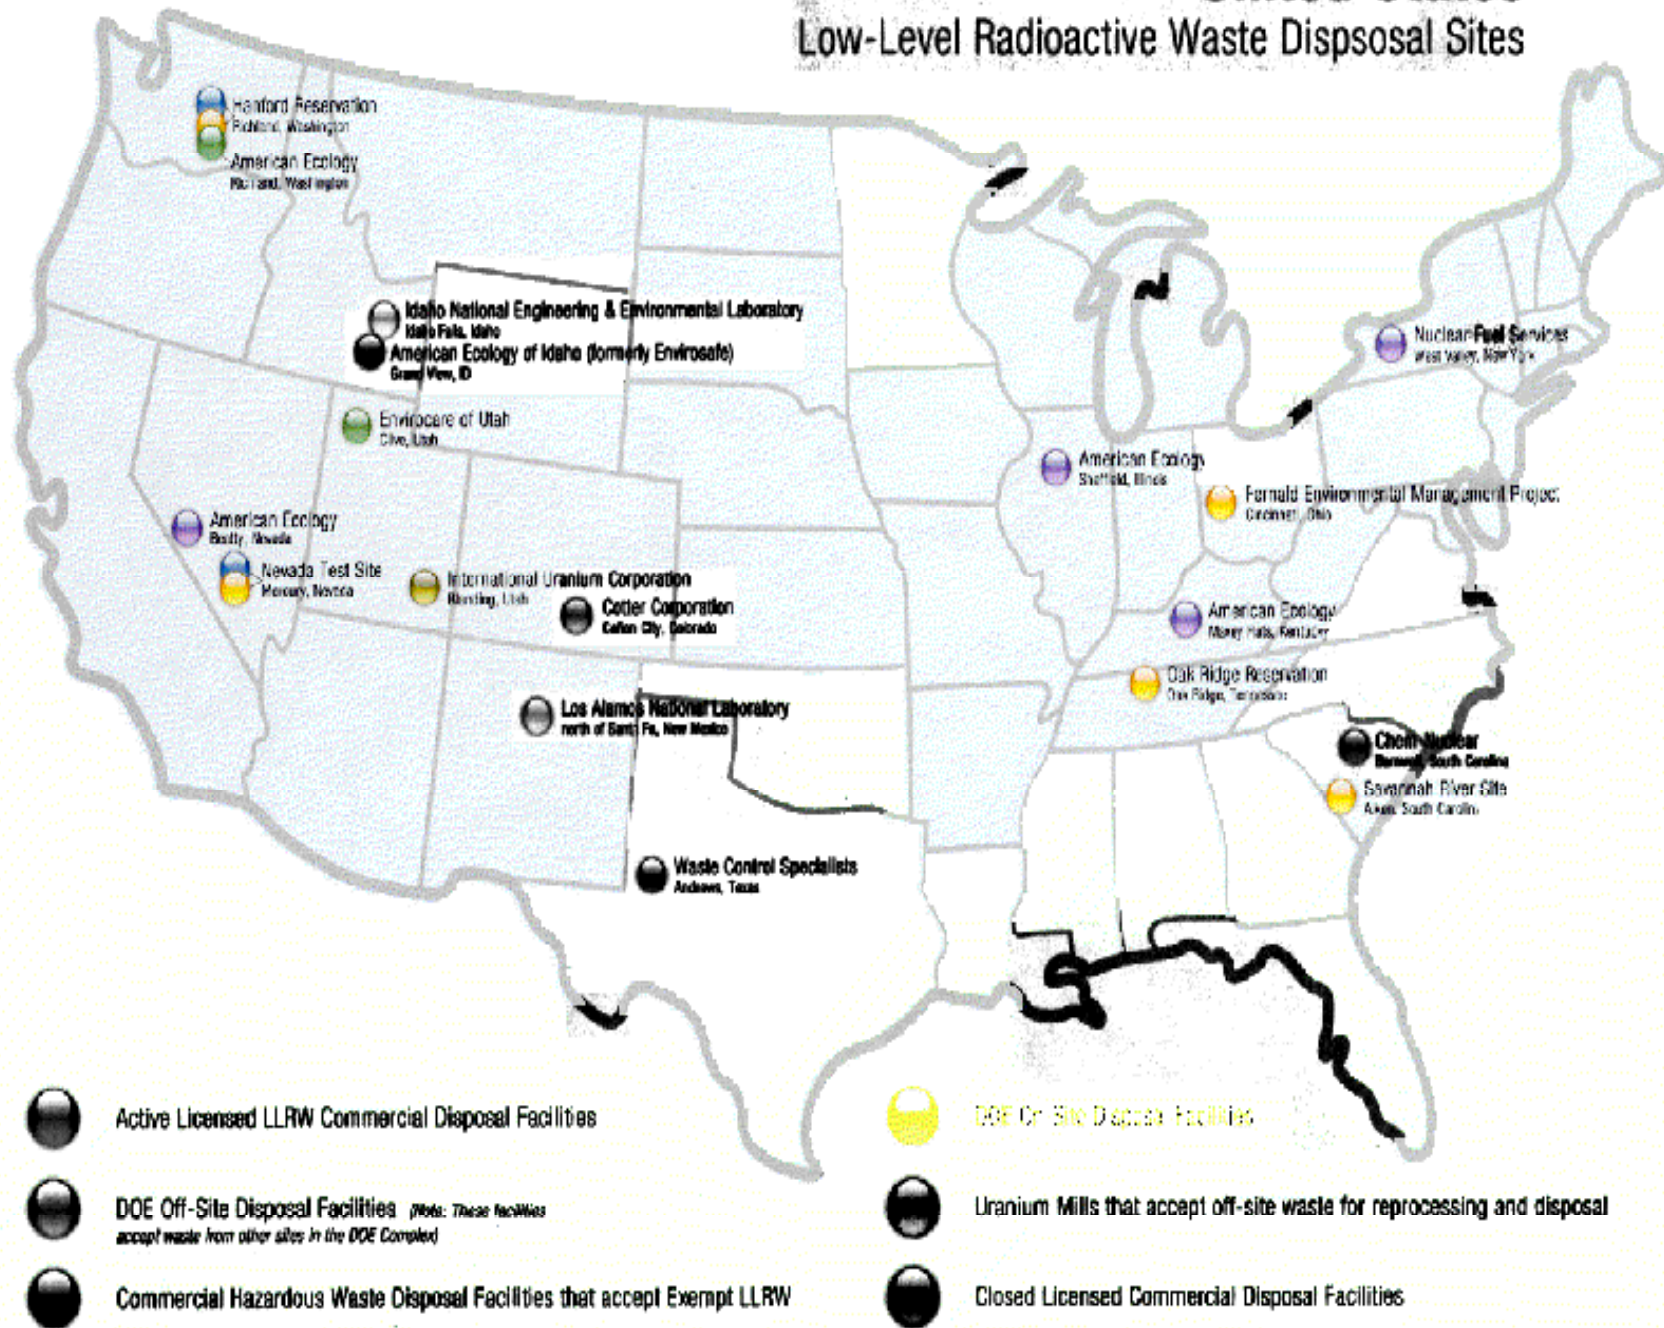 Low-Level Radioactive Waste Dispsosal Sites
Hanford Reservation
Richland, Washington
American Ecology
Richland, Washington
Idaho National Engineering & Environmental Laboratory
Idaho Falls, Idaho
American Ecology of Idaho (formerly Envirosafe)
Grand View, ID
Envirocare of Utah
Clive, Utah
American Ecology
Beatty, Nevada
Nevada Test Site
Mercury, Nevada
International Uranium Corporation
Blanding, Utah
Cotter Corporation
Cañon City, Colorado
Los Alamos National Laboratory
north of Santa Fe, New Mexico
Waste Control Specialists
Andrews, Texas
Nuclear Fuel Services
West Valley, New York
American Ecology
Sheffield, Illinois
Fernald Environmental Management Project
Cincinnati, Ohio
American Ecology
Maxey Flats, Kentucky
Oak Ridge Reservation
Oak Ridge, Tennessee
Chem-Nuclear
Barnwell, South Carolina
Savannah River Site
Aiken, South Carolina
Active Licensed LLRW Commercial Disposal Facilities
DOE Off-Site Disposal Facilities (Note: These facilities
accept waste from other sites in the DOE Complex)
Commercial Hazardous Waste Disposal Facilities that accept Exempt LLRW
DOE On Site Disposal Facilities
Uranium Mills that accept off-site waste for reprocessing and disposal
Closed Licensed Commercial Disposal Facilities